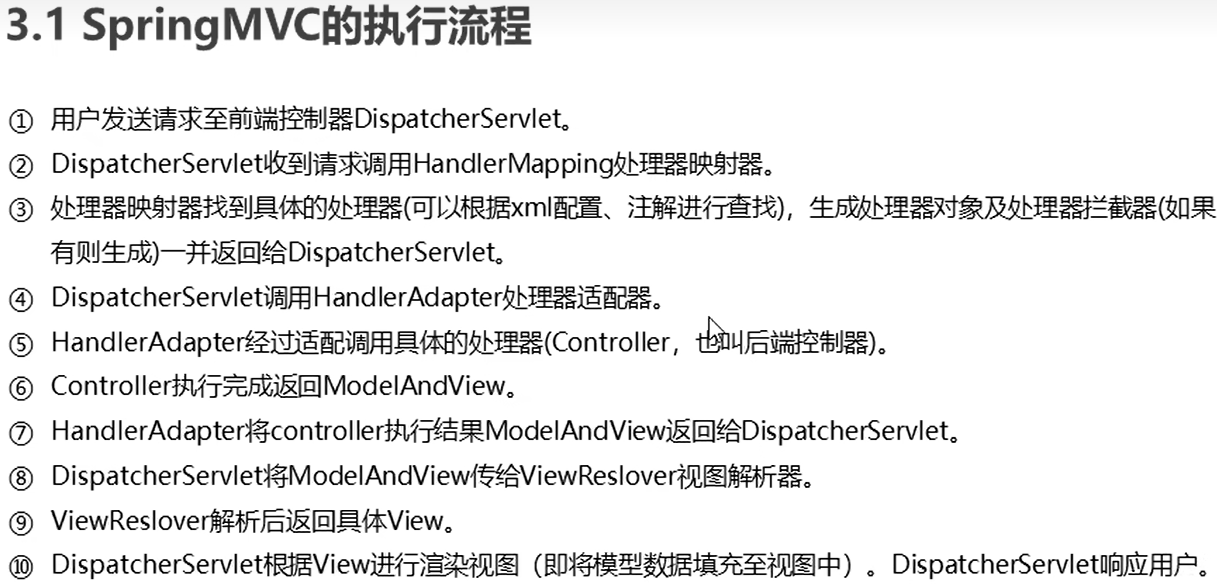 3.1 SpringMVC的执行流程
① 用户发送请求至前端控制器DispatcherServlet。
② DispatcherServlet收到请求调用HandlerMapping处理器映射器。
③ 处理器映射器找到具体的处理器(可以根据xml配置、注解进行查找)，生成处理器对象及处理器拦截器(如果
有则生成)一并返回给DispatcherServlet。
④ DispatcherServlet调用HandlerAdapter处理器适配器。
⑤ HandlerAdapter经过适配调用具体的处理器(Controller，也叫后端控制器)。
⑥ Controller执行完成返回ModelAndView。
⑦ HandlerAdapter将controller执行结果ModelAndView返回给DispatcherServlet。
⑧ DispatcherServlet将ModelAndView传给ViewReslover视图解析器。
⑨ ViewReslover解析后返回具体View。
⑩ DispatcherServlet根据View进行渲染视图（即将模型数据填充至视图中）。DispatcherServlet响应用户。